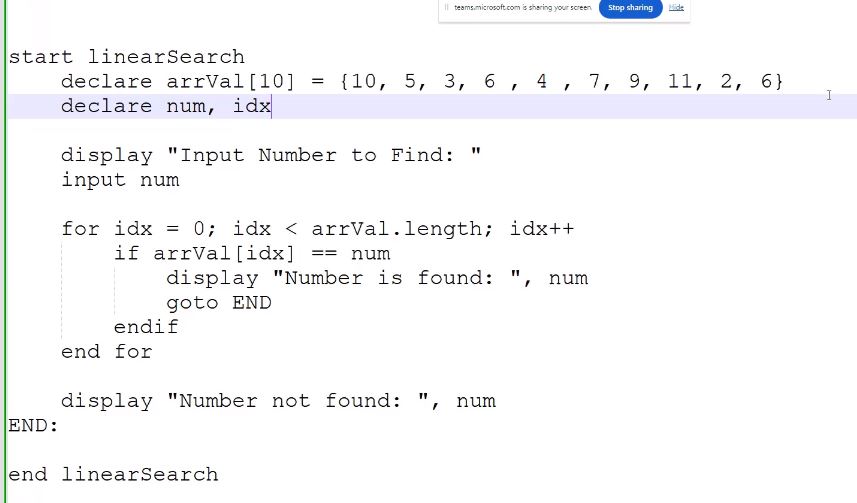 teams.microsoft.com is sharing your screen. Stop sharing Hide
start linearSearch
    declare arrVal[10] = {10, 5, 3, 6 , 4 , 7, 9, 11, 2, 6}
    declare num, idx
    display "Input Number to Find: "
    input num
    for idx = 0; idx < arrVal.length; idx++
        if arrVal[idx] == num
            display "Number is found: ", num
            goto END
        endif
    end for
    display "Number not found: ", num
END:
end linearSearch